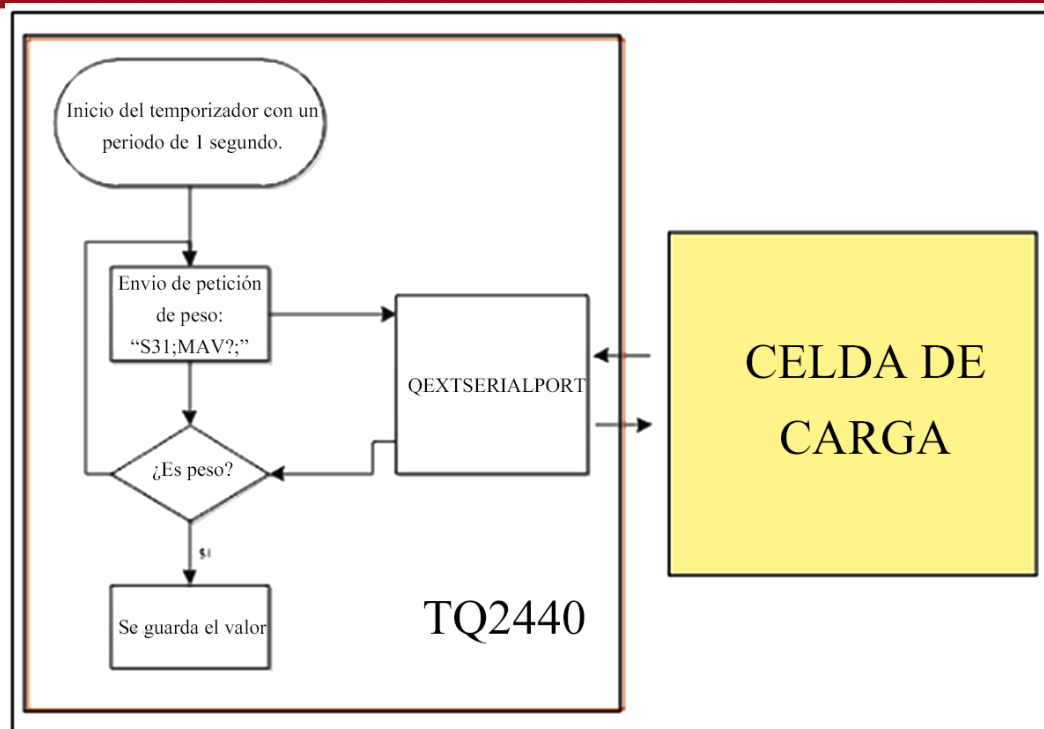 Inicio del temporizador con un
periodo de 1 segundo.
Envio de petición
de peso:
“S31;MAV?;”
QEXTSERIALPORT
¿Es peso?
si
Se guarda el valor
TQ2440
CELDA DE
CARGA